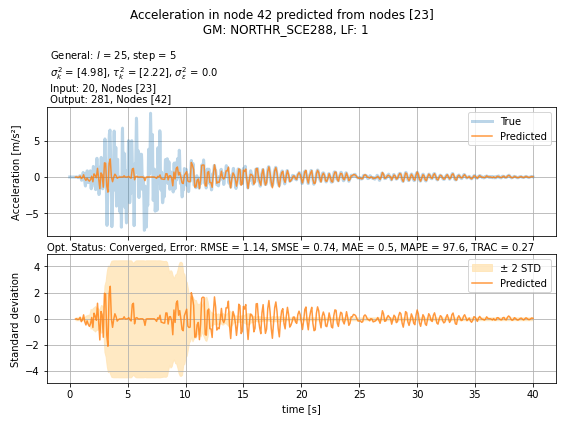 Acceleration in node 42 predicted from nodes [23]
GM: NORTHR_SCE288, LF: 1
General: l = 25, step = 5
σ²ₖ = [4.98], τ²ₖ = [2.22], σ²ε = 0.0
Input: 20, Nodes [23]
Output: 281, Nodes [42]
Acceleration [m/s²]
5
0
−5
True
Predicted
Opt. Status: Converged, Error: RMSE = 1.14, SMSE = 0.74, MAE = 0.5, MAPE = 97.6, TRAC = 0.27
Standard deviation
4
2
0
−2
−4
± 2 STD
Predicted
0 5 10 15 20 25 30 35 40
time [s]